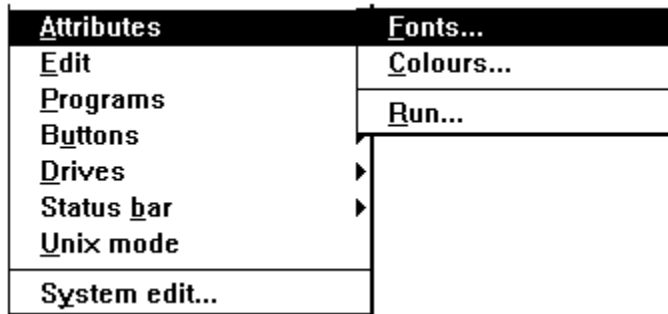 Attributes
Edit
Programs
Buttons
Drives
Status bar
Unix mode
System edit...
Fonts...
Colours...
Run...